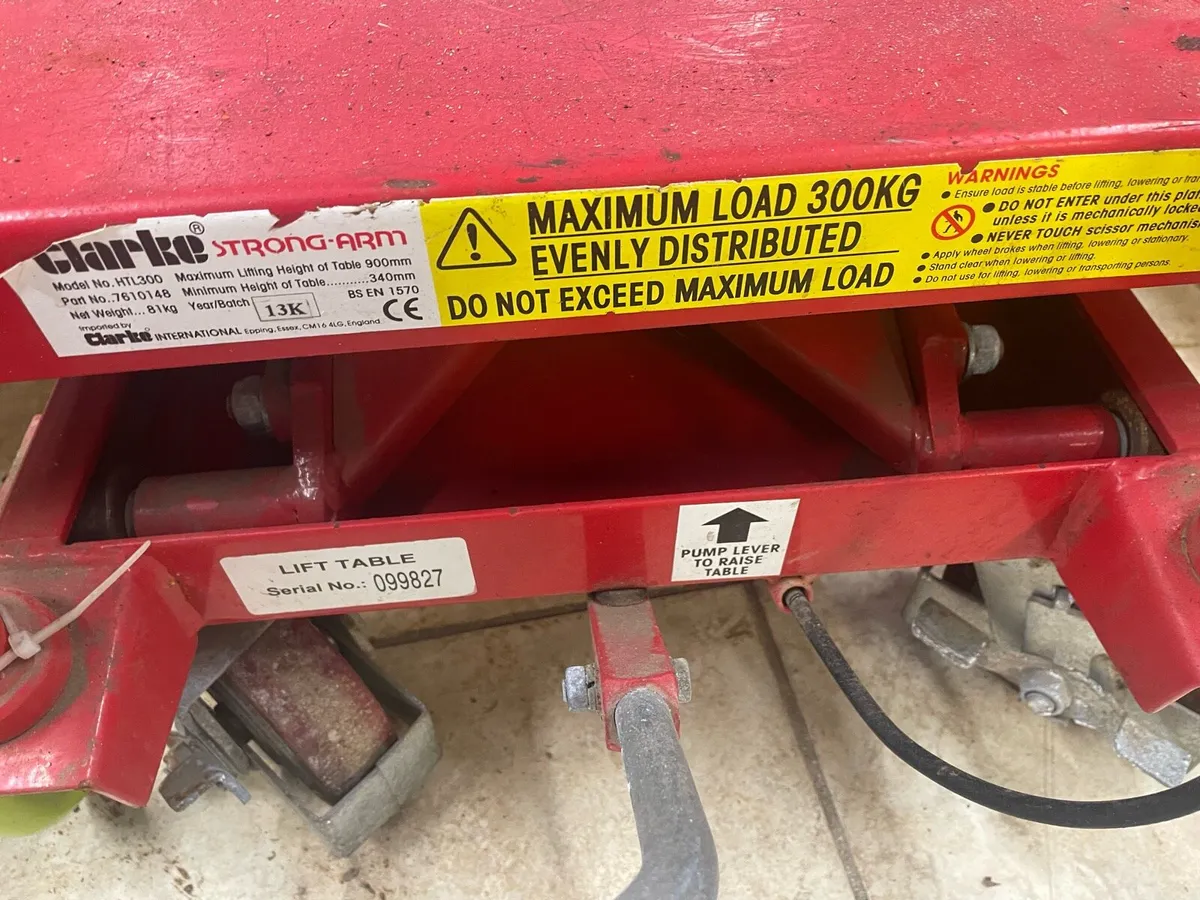 Clarke® STRONG-ARM
Model No. HTL300 Maximum Lifting Height of Table 900mm
Part No. 7610148 Minimum Height of Table...........340mm
Net Weight... 81kg Year/Batch 13K BS EN 1570
CE
Imported by
Clarke INTERNATIONAL Epping, Essex, CM16 4LG, England
MAXIMUM LOAD 300KG
EVENLY DISTRIBUTED
DO NOT EXCEED MAXIMUM LOAD
WARNINGS
• Ensure load is stable before lifting, lowering or
• DO NOT ENTER under this
unless it is mechanically
• NEVER TOUCH scissor
• Apply wheel brakes when lifting, lowering or stationary.
• Stand clear when lowering or lifting.
• Do not use for lifting, lowering or transporting persons.
LIFT TABLE
Serial No.: 099827
PUMP LEVER
TO RAISE
TABLE